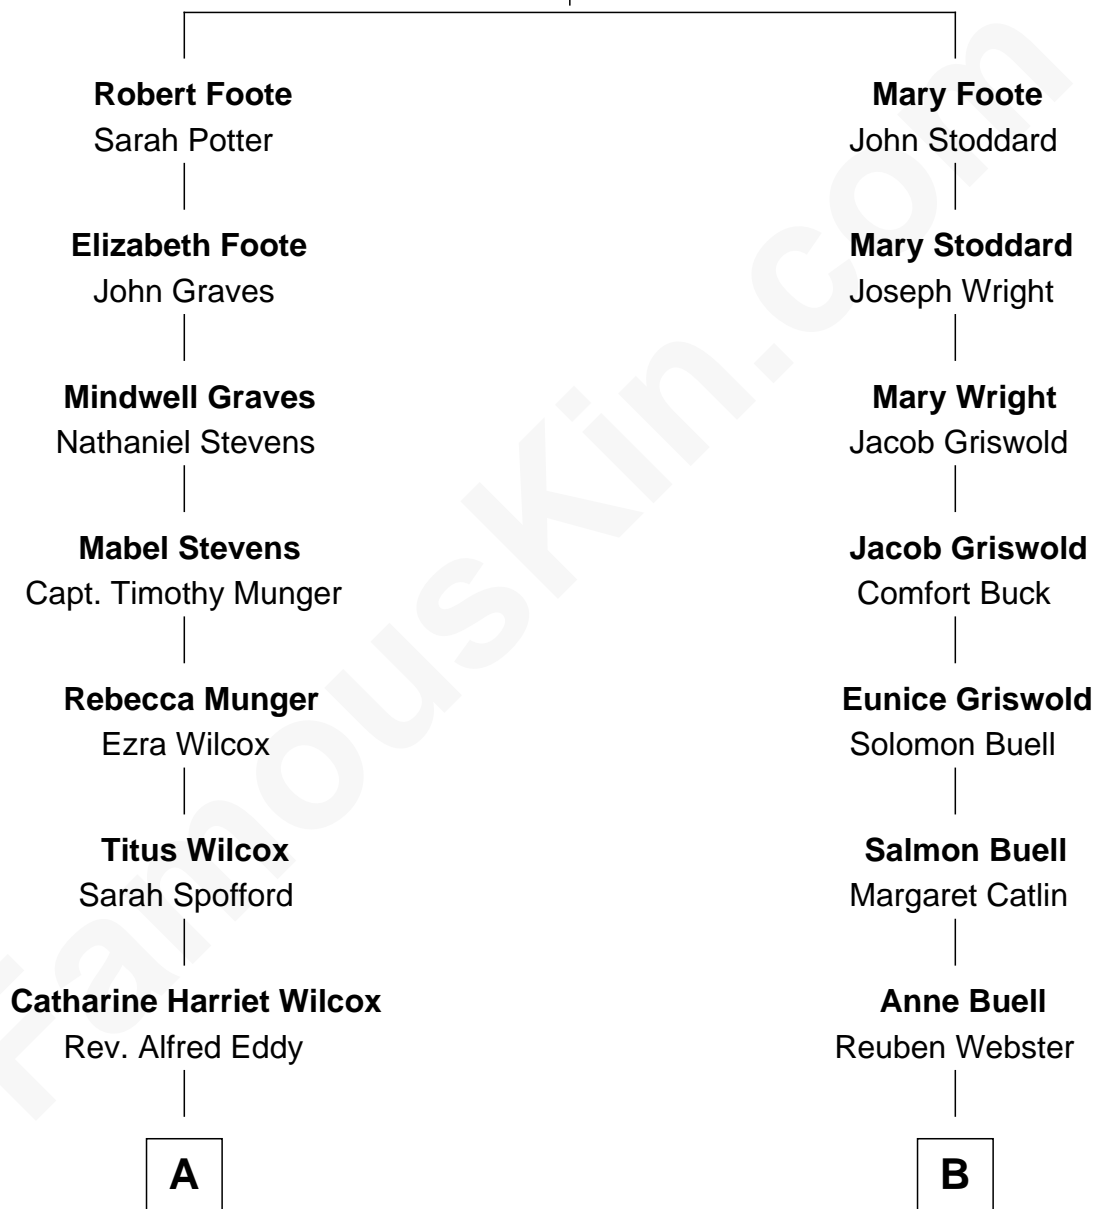 Robert Foote
Sarah Potter
Elizabeth Foote
John Graves
Mindwell Graves
Nathaniel Stevens
Mabel Stevens
Capt. Timothy Munger
Rebecca Munger
Ezra Wilcox
Titus Wilcox
Sarah Spofford
Catharine Harriet Wilcox
Rev. Alfred Eddy
A
Mary Foote
John Stoddard
Mary Stoddard
Joseph Wright
Mary Wright
Jacob Griswold
Jacob Griswold
Comfort Buck
Eunice Griswold
Solomon Buell
Salmon Buell
Margaret Catlin
Anne Buell
Reuben Webster
B
FamousKin.com